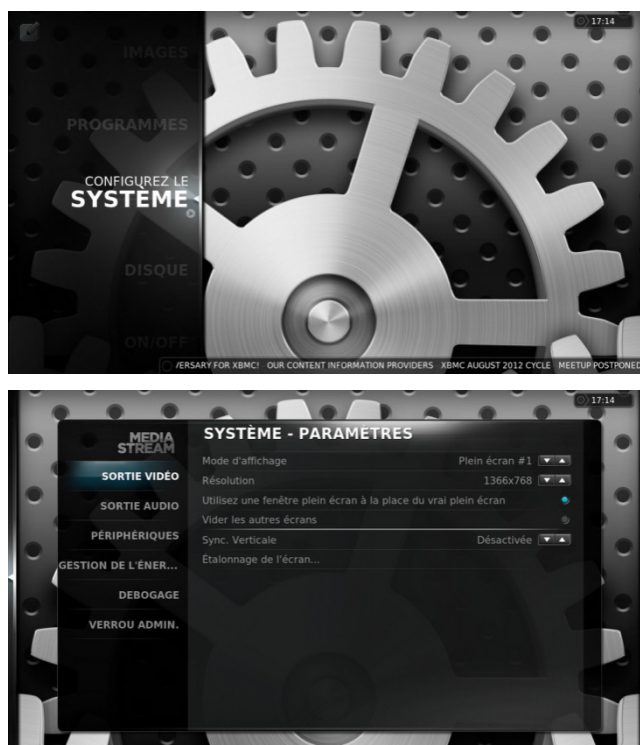 17:14
IMAGES
PROGRAMMES
CONFIGUREZ LE
SYSTÈME
DISQUE
ON/OFF
/ERSARY FOR XBMC! OUR CONTENT INFORMATION PROVIDERS XBMC AUGUST 2012 CYCLE MEETUP POSTPONED
17:14
MEDIA
STREAM
SYSTÈME - PARAMÈTRES
Mode d'affichage Plein écran #1
SORTIE VIDÉO
Résolution 1366x768
Utilisez une fenêtre plein écran à la place du vrai plein écran
SORTIE AUDIO
Vider les autres écrans
PÉRIPHÉRIQUES
Sync. Verticale Désactivée
GESTION DE L'ÉNER...
Étalonnage de l'écran...
DEBOGAGE
VERROU ADMIN.